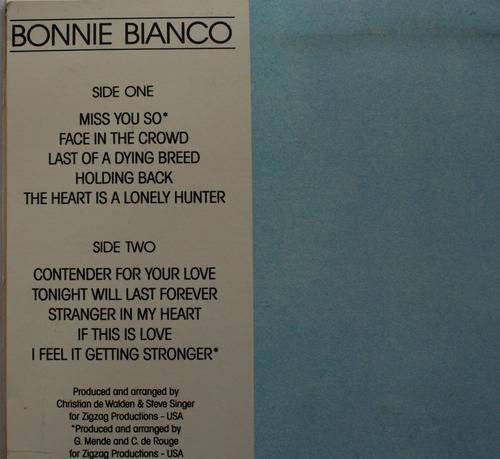 BONNIE BIANCO
SIDE ONE
MISS YOU SO*
FACE IN THE CROWD
LAST OF A DYING BREED
HOLDING BACK
THE HEART IS A LONELY HUNTER
SIDE TWO
CONTENDER FOR YOUR LOVE
TONIGHT WILL LAST FOREVER
STRANGER IN MY HEART
IF THIS IS LOVE
I FEEL IT GETTING STRONGER*
Produced and arranged by
Christian de Walden & Steve Singer
for Zigzag Productions - USA
*Produced and arranged by
G. Mende and C. de Rouge
for Zigzag Productions - USA